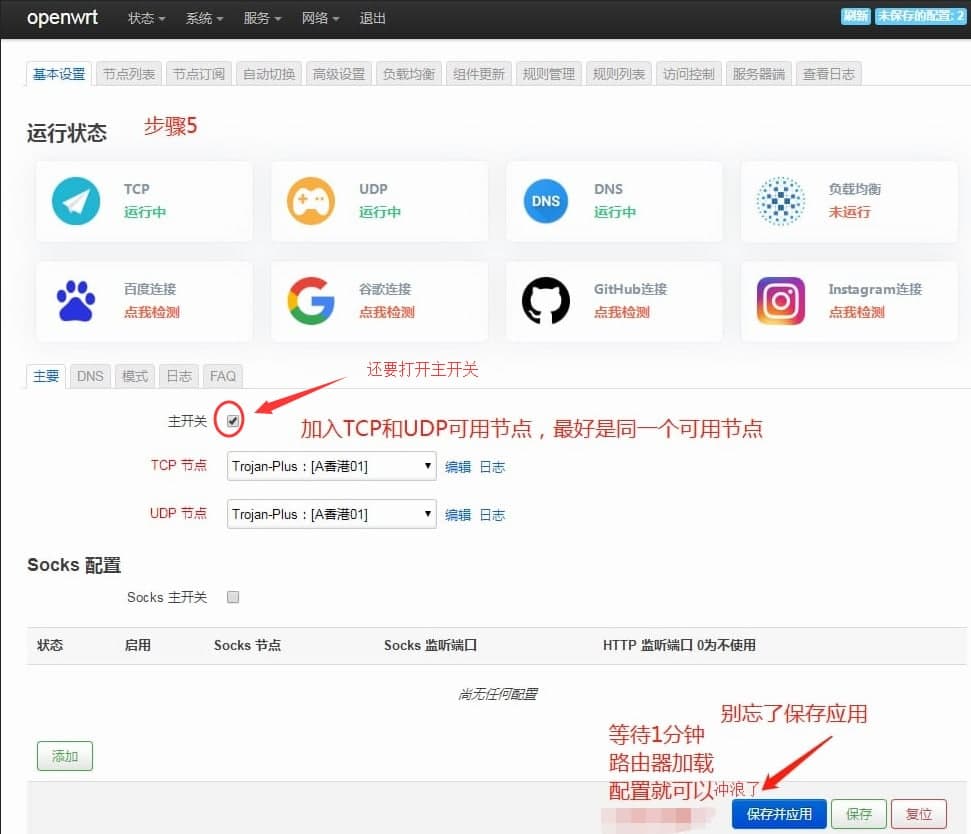 openwrt 状态 系统 服务 网络 退出 刷新 未保存的配置: 2
基本设置 节点列表 节点订阅 自动切换 高级设置 负载均衡 组件更新 规则管理 规则列表 访问控制 服务器端 查看日志
运行状态 步骤5
TCP UDP DNS DNS 负载均衡
运行中 运行中 运行中 未运行
百度连接 谷歌连接 GitHub连接 Instagram连接
点我检测 点我检测 点我检测 点我检测
还要打开主开关
主要 DNS 模式 日志 FAQ
主开关
加入TCP和UDP可用节点，最好是同一个可用节点
TCP 节点 Trojan-Plus：[A香港01] 编辑 日志
UDP 节点 Trojan-Plus：[A香港01] 编辑 日志
Socks 配置
Socks 主开关
状态 启用 Socks 节点 Socks 监听端口 HTTP 监听端口 0为不使用
尚无任何配置
别忘了保存应用
等待1分钟
添加
路由器加载
配置就可以冲浪了
保存并应用 保存 复位